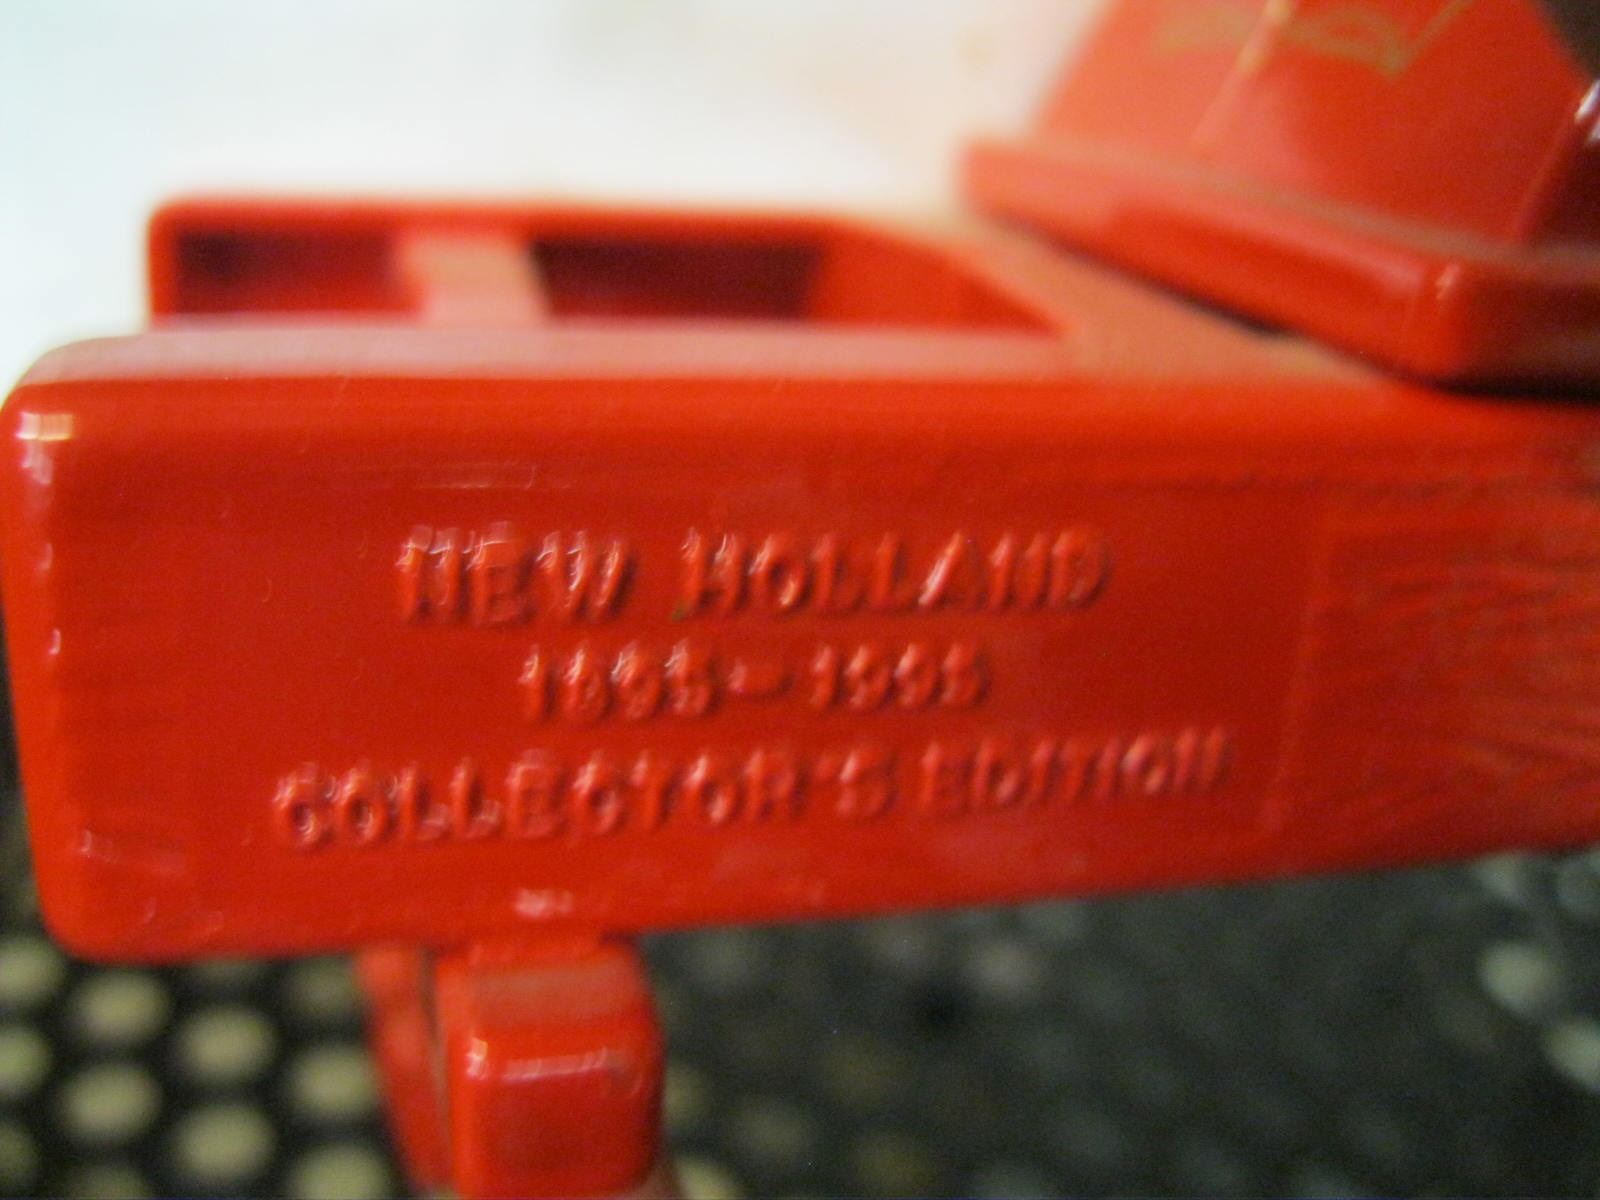 NEW HOLLAND
1895-1995
COLLECTOR'S EDITION